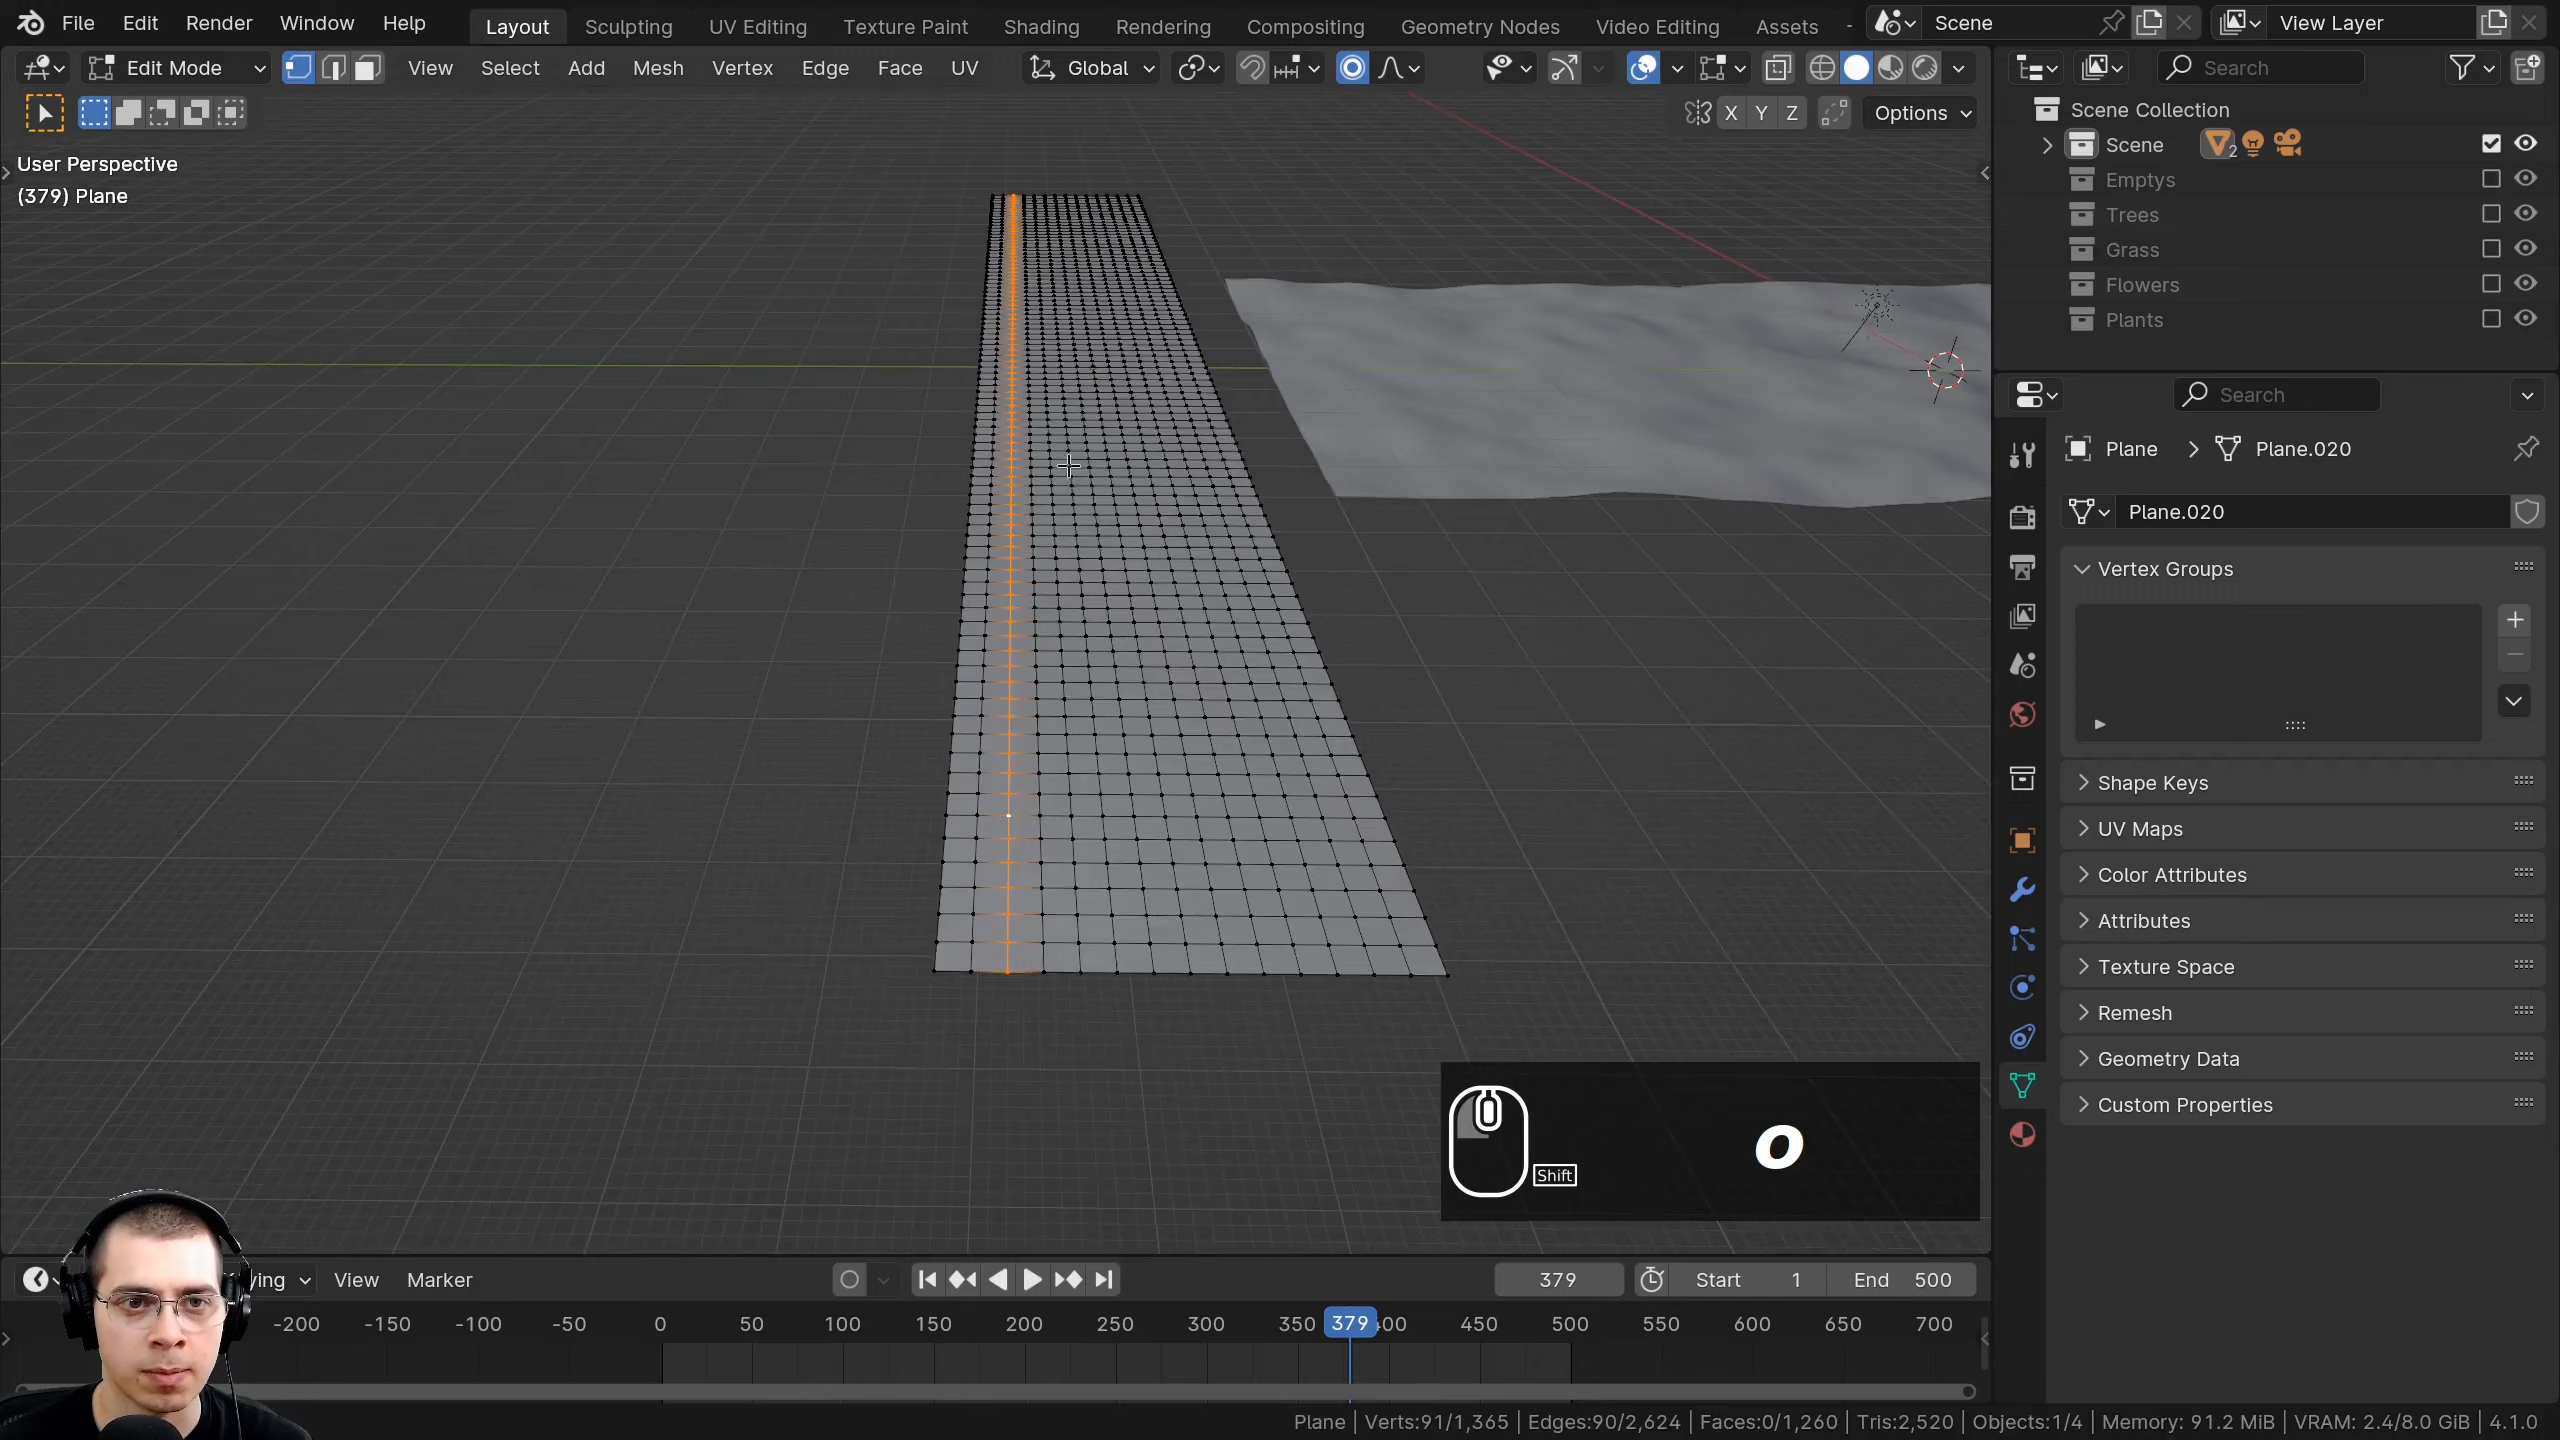 File Edit Render Window Help Layout Sculpting UV Editing Texture Paint Shading Rendering Compositing Geometry Nodes Video Editing Assets Scene View Layer
Edit Mode View Select Add Mesh Vertex Edge Face UV Global Search
X Y Z Options
User Perspective
(379) Plane
Scene Collection
Scene 2
Emptys
Trees
Grass
Flowers
Plants
Search
Plane Plane.020
Plane.020
Vertex Groups
Shape Keys
UV Maps
Color Attributes
Attributes
Texture Space
Remesh
Geometry Data
Custom Properties
Shift
o
View Marker 379 Start 1 End 500
-200 -150 -100 -50 0 50 100 150 200 250 300 350 379 450 500 550 600 650 700
Plane | Verts:91/1,365 | Edges:90/2,624 | Faces:0/1,260 | Tris:2,520 | Objects:1/4 | Memory: 91.2 MiB | VRAM: 2.4/8.0 GiB | 4.1.0